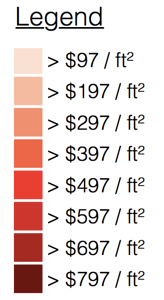 Legend
> $97 / ft²
> $197 / ft²
> $297 / ft²
> $397 / ft²
> $497 / ft²
> $597 / ft²
> $697 / ft²
> $797 / ft²